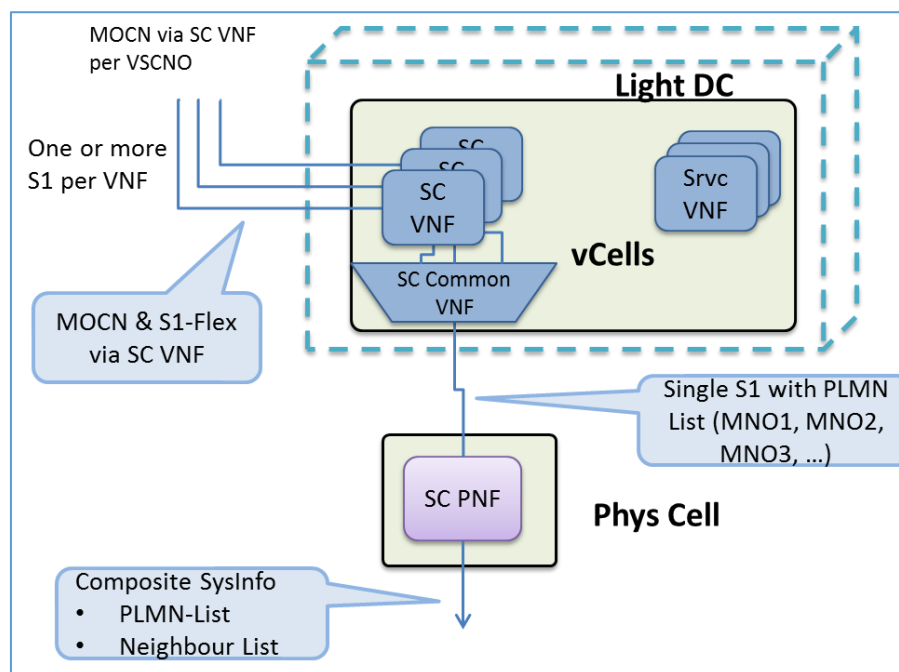 MOCN via SC VNF
per VSCNO
Light DC
One or more
S1 per VNF
SC
SC
SC
VNF
Srvc
VNF
vCells
SC Common
VNF
MOCN & S1-Flex
via SC VNF
Single S1 with PLMN
List (MNO1, MNO2,
MNO3, …)
SC PNF
Phys Cell
Composite SysInfo
• PLMN-List
• Neighbour List